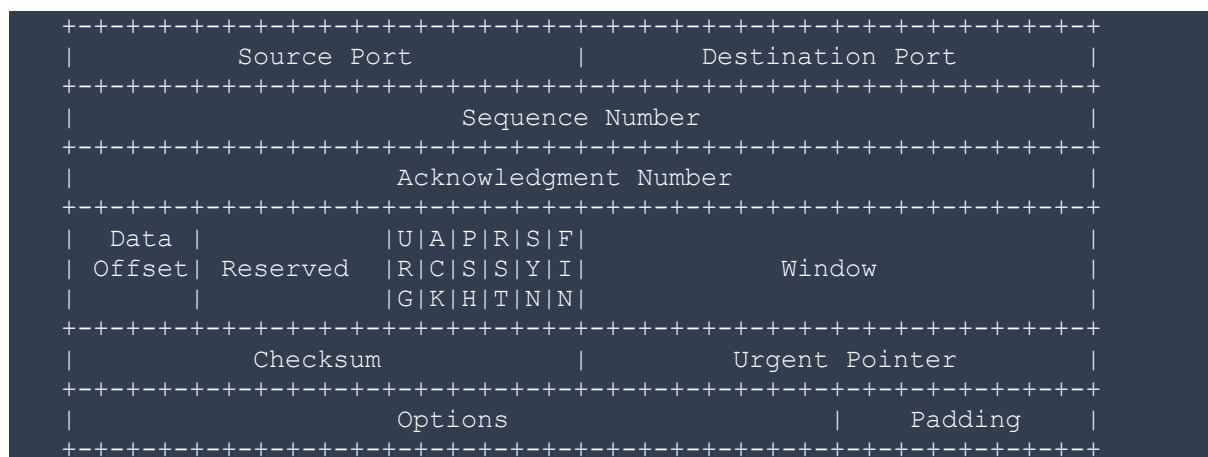 +-+-+-+-+-+-+-+-+-+-+-+-+-+-+-+-+-+-+-+-+-+-+-+-+-+-+-+-+-+-+-+-+
|          Source Port          |       Destination Port        |
+-+-+-+-+-+-+-+-+-+-+-+-+-+-+-+-+-+-+-+-+-+-+-+-+-+-+-+-+-+-+-+-+
|                        Sequence Number                        |
+-+-+-+-+-+-+-+-+-+-+-+-+-+-+-+-+-+-+-+-+-+-+-+-+-+-+-+-+-+-+-+-+
|                    Acknowledgment Number                      |
+-+-+-+-+-+-+-+-+-+-+-+-+-+-+-+-+-+-+-+-+-+-+-+-+-+-+-+-+-+-+-+-+
|  Data |           |U|A|P|R|S|F|                               |
| Offset| Reserved  |R|C|S|S|Y|I|            Window             |
|       |           |G|K|H|T|N|N|                               |
+-+-+-+-+-+-+-+-+-+-+-+-+-+-+-+-+-+-+-+-+-+-+-+-+-+-+-+-+-+-+-+-+
|           Checksum            |         Urgent Pointer        |
+-+-+-+-+-+-+-+-+-+-+-+-+-+-+-+-+-+-+-+-+-+-+-+-+-+-+-+-+-+-+-+-+
|                    Options                    |    Padding    |
+-+-+-+-+-+-+-+-+-+-+-+-+-+-+-+-+-+-+-+-+-+-+-+-+-+-+-+-+-+-+-+-+